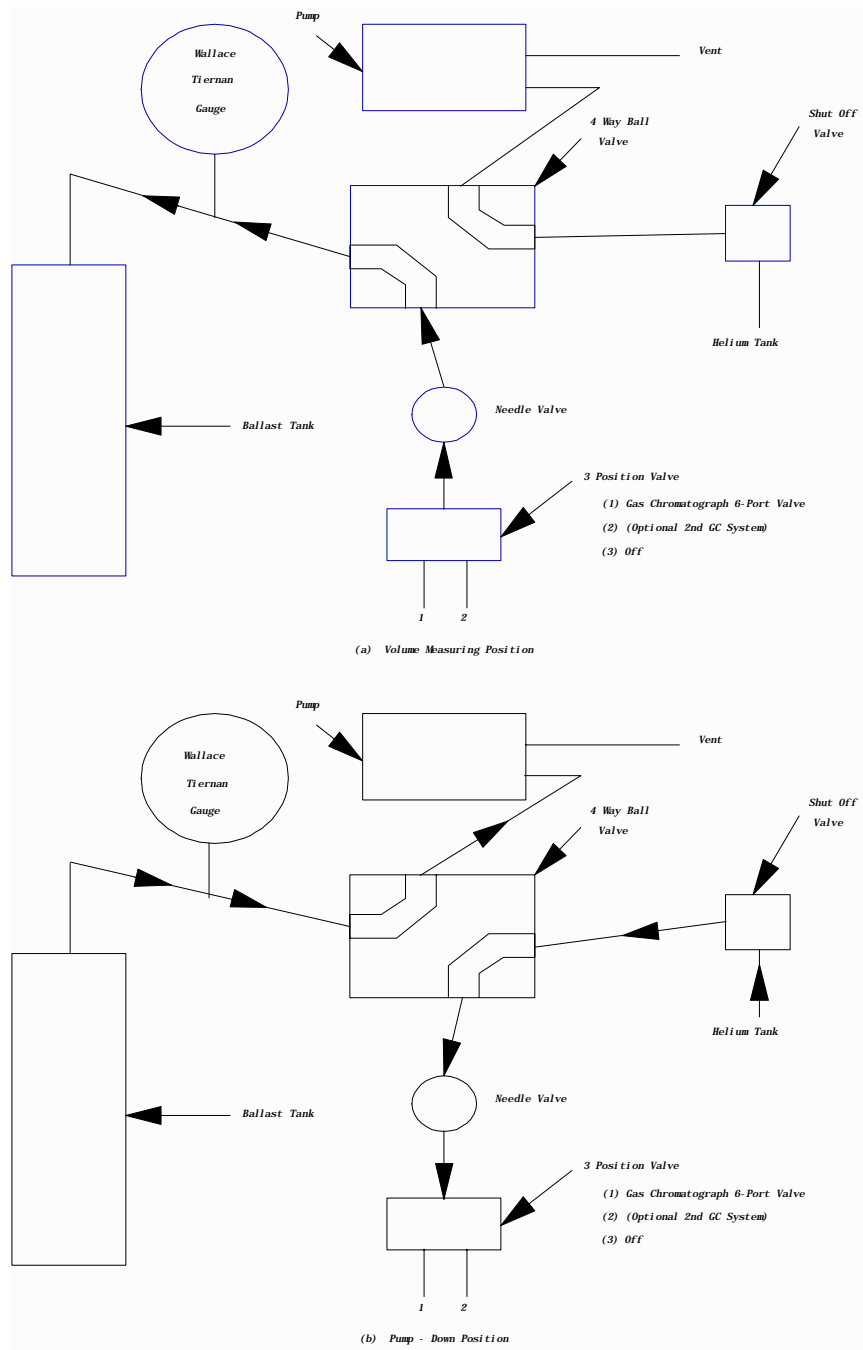 Pump
Wallace
Tiernan
Gauge
Vent
4 Way Ball
Valve
Shut Off
Valve
Helium Tank
Needle Valve
Ballast Tank
3 Position Valve
(1) Gas Chromatograph 6-Port Valve
(2) (Optional 2nd GC System)
(3) Off
1 2
(a) Volume Measuring Position
Pump
Wallace
Tiernan
Gauge
Vent
4 Way Ball
Valve
Shut Off
Valve
Helium Tank
Needle Valve
Ballast Tank
3 Position Valve
(1) Gas Chromatograph 6-Port Valve
(2) (Optional 2nd GC System)
(3) Off
1 2
(b) Pump - Down Position